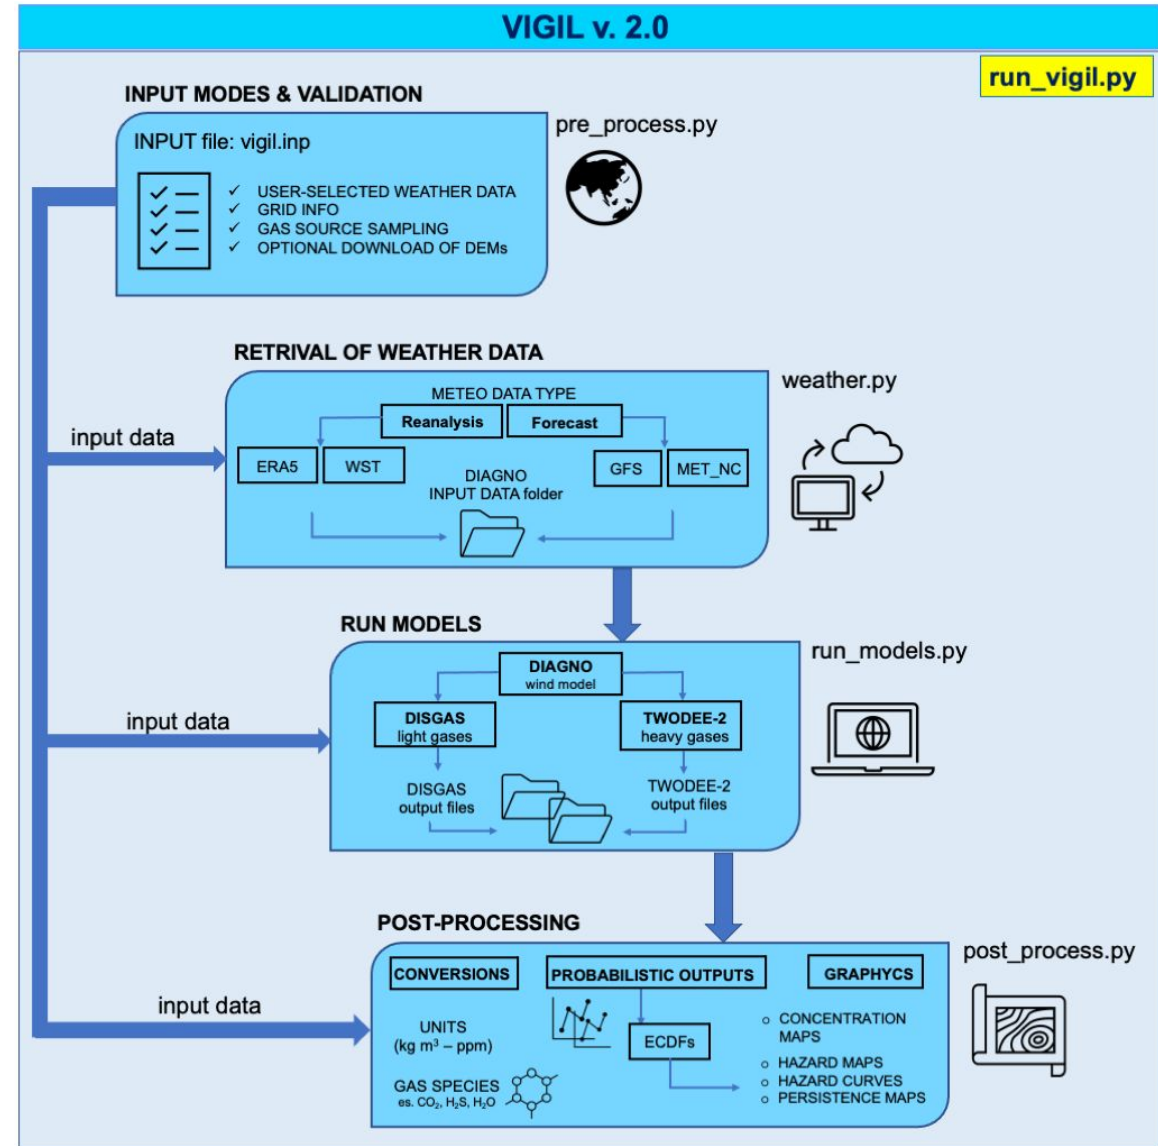 VIGIL v. 2.0
run_vigil.py
INPUT MODES & VALIDATION
pre_process.py
INPUT file: vigil.inp
✓ USER-SELECTED WEATHER DATA
✓ GRID INFO
✓ GAS SOURCE SAMPLING
✓ OPTIONAL DOWNLOAD OF DEMs
RETRIVAL OF WEATHER DATA
weather.py
input data
METEO DATA TYPE
Reanalysis
Forecast
ERA5
WST
GFS
MET_NC
DIAGNO
INPUT DATA folder
RUN MODELS
run_models.py
input data
DIAGNO
wind model
DISGAS
light gases
TWODEE-2
heavy gases
DISGAS
output files
TWODEE-2
output files
POST-PROCESSING
post_process.py
input data
CONVERSIONS
UNITS
(kg m³ – ppm)
GAS SPECIES
es. CO₂, H₂S, H₂O
PROBABILISTIC OUTPUTS
ECDFs
GRAPHYCS
o CONCENTRATION
MAPS
o HAZARD MAPS
o HAZARD CURVES
o PERSISTENCE MAPS